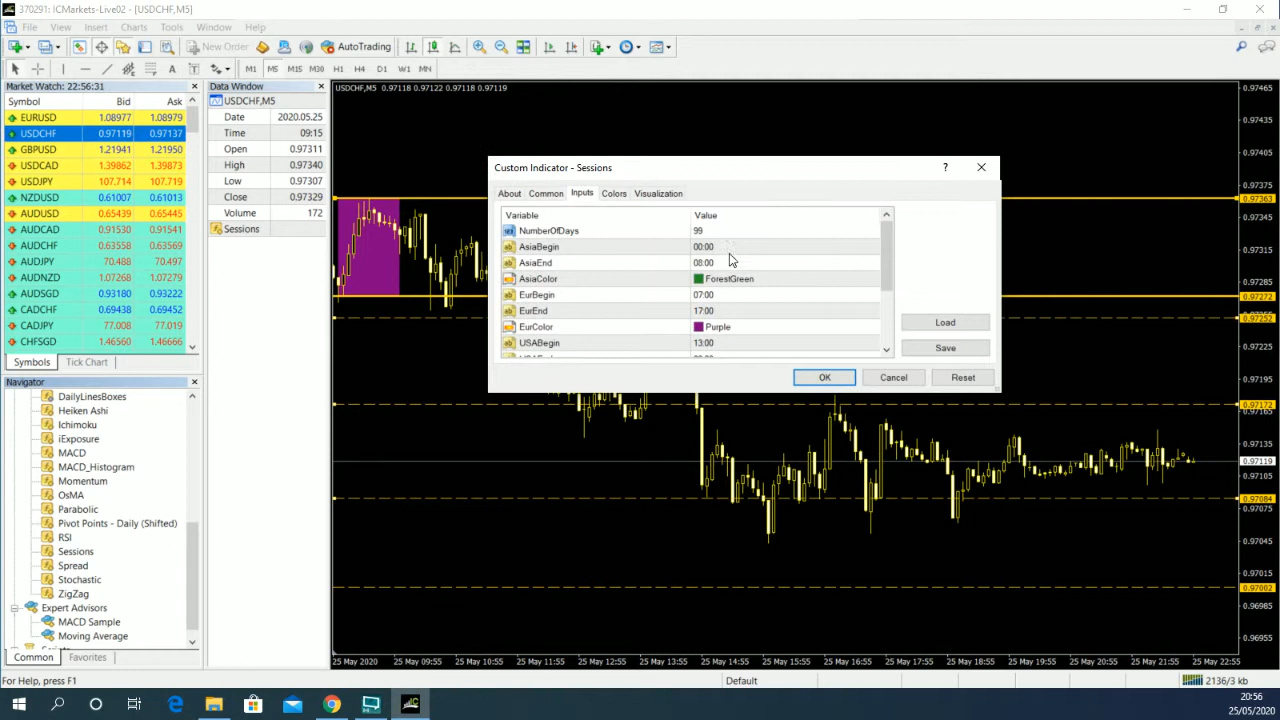 370291: ICMarkets-Live02 - [USDCHF,M5]
File View Insert Charts Tools Window Help
New Order AutoTrading
A T M1 M5 M15 M30 H1 H4 D1 W1 MN
Market Watch: 22:56:31
Symbol Bid Ask
EURUSD 1.08977 1.08979
USDCHF 0.97119 0.97137
GBPUSD 1.21941 1.21950
USDCAD 1.39862 1.39873
USDJPY 107.714 107.719
NZDUSD 0.61007 0.61013
AUDUSD 0.65439 0.65445
AUDCAD 0.91530 0.91541
AUDCHF 0.63558 0.63569
AUDJPY 70.488 70.497
AUDNZD 1.07268 1.07279
AUDSGD 0.93180 0.93222
CADCHF 0.69438 0.69452
CADJPY 77.008 77.019
CHFSGD 1.46560 1.46666
Symbols Tick Chart
Navigator
DailyLinesBoxes
Heiken Ashi
Ichimoku
iExposure
MACD
MACD_Histogram
Momentum
OsMA
Parabolic
Pivot Points - Daily (Shifted)
RSI
Sessions
Spread
Stochastic
ZigZag
Expert Advisors
MACD Sample
Moving Average
Common Favorites
Data Window
USDCHF,M5
Date 2020.05.25
Time 09:15
Open 0.97311
High 0.97340
Low 0.97307
Close 0.97329
Volume 172
Sessions
USDCHF,M5 0.97118 0.97122 0.97118 0.97119
Custom Indicator - Sessions
About Common Inputs Colors Visualization
Variable Value
NumberOfDays 99
AsiaBegin 00:00
AsiaEnd 08:00
AsiaColor ForestGreen
EurBegin 07:00
EurEnd 17:00
EurColor Purple
USABegin 13:00
Load
Save
OK Cancel Reset
0.97465
0.97435
0.97405
0.97375
0.97363
0.97345
0.97315
0.97285
0.97272
0.97252
0.97225
0.97195
0.97172
0.97135
0.97119
0.97105
0.97084
0.97075
0.97045
0.97015
0.97002
0.96985
0.96955
25 May 2020 25 May 09:55 25 May 10:55 25 May 11:55 25 May 12:55 25 May 13:55 25 May 14:55 25 May 15:55 25 May 16:55 25 May 17:55 25 May 18:55 25 May 19:55 25 May 20:55 25 May 21:55 25 May 22:55
For Help, press F1 Default 2136/3 kb
20:56
25/05/2020